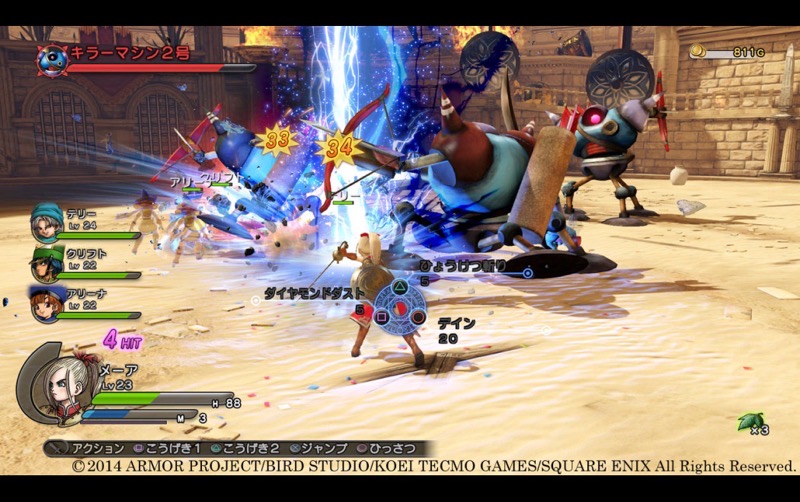 キラーマシン2号
811G
33
34
アリーナ
クリフト
テリー
Lv 24
クリフト
Lv 22
アリーナ
Lv 22
ひょうけつ斬り
5
ダイヤモンドダスト
5
デイン
20
4 HIT
メーア
Lv 23
H 88
M 3
×3
アクション こうげき1 こうげき2 ジャンプ ひっさつ
©2014 ARMOR PROJECT/BIRD STUDIO/KOEI TECMO GAMES/SQUARE ENIX All Rights Reserved.